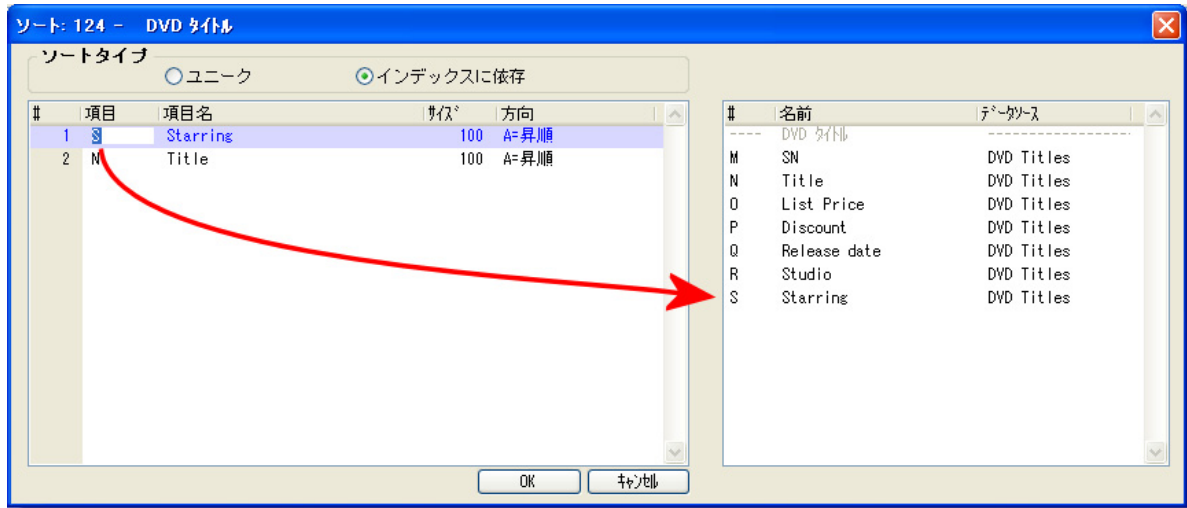 ソート: 124 - DVD ﾀｲﾄﾙ
ソートタイプ
ユニーク インデックスに依存
# 項目 項目名 ｻｲｽﾞ 方向
1 S Starring 100 A=昇順
2 N Title 100 A=昇順
# 名前 ﾃﾞｰﾀｿｰｽ
---- DVD ﾀｲﾄﾙ ------------------
M SN DVD Titles
N Title DVD Titles
O List Price DVD Titles
P Discount DVD Titles
Q Release date DVD Titles
R Studio DVD Titles
S Starring DVD Titles
OK ｷｬﾝｾﾙ